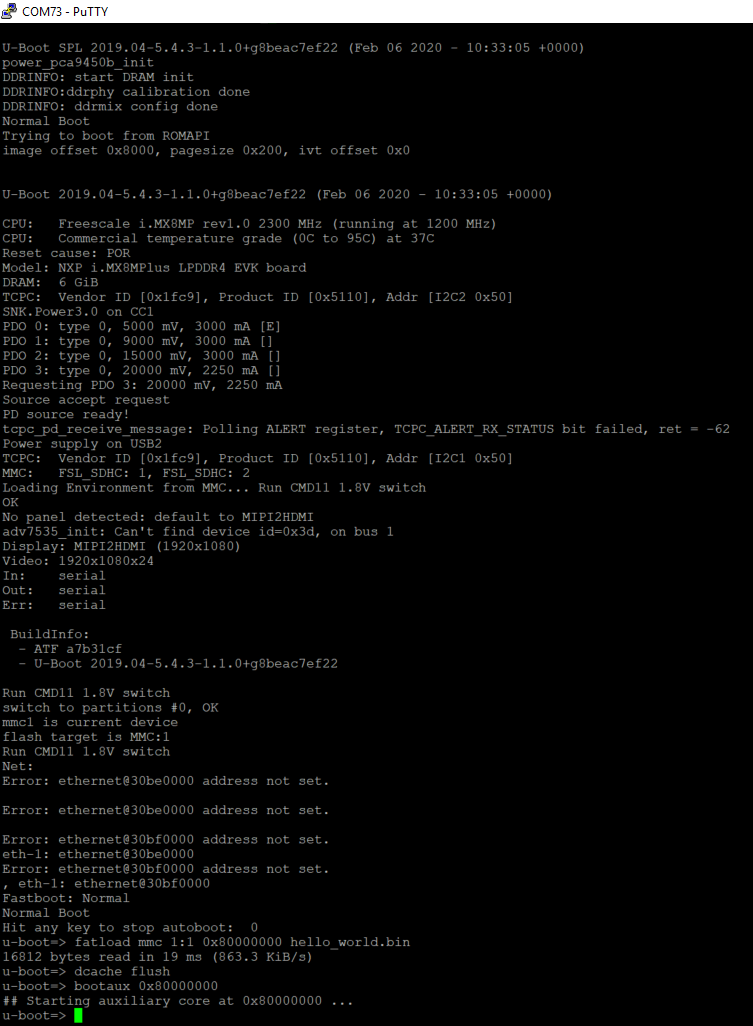 COM73 - PuTTY
U-Boot SPL 2019.04-5.4.3-1.1.0+g8beac7ef22 (Feb 06 2020 - 10:33:05 +0000)
power_pca9450b_init
DDRINFO: start DRAM init
DDRINFO:ddrphy calibration done
DDRINFO: ddrmix config done
Normal Boot
Trying to boot from ROMAPI
image offset 0x8000, pagesize 0x200, ivt offset 0x0
U-Boot 2019.04-5.4.3-1.1.0+g8beac7ef22 (Feb 06 2020 - 10:33:05 +0000)
CPU:   Freescale i.MX8MP rev1.0 2300 MHz (running at 1200 MHz)
CPU:   Commercial temperature grade (0C to 95C) at 37C
Reset cause: POR
Model: NXP i.MX8MPlus LPDDR4 EVK board
DRAM:  6 GiB
TCPC:  Vendor ID [0x1fc9], Product ID [0x5110], Addr [I2C2 0x50]
SNK.Power3.0 on CC1
PDO 0: type 0, 5000 mV, 3000 mA [E]
PDO 1: type 0, 9000 mV, 3000 mA []
PDO 2: type 0, 15000 mV, 3000 mA []
PDO 3: type 0, 20000 mV, 2250 mA []
Requesting PDO 3: 20000 mV, 2250 mA
Source accept request
PD source ready!
tcpc_pd_receive_message: Polling ALERT register, TCPC_ALERT_RX_STATUS bit failed, ret = -62
Power supply on USB2
TCPC:  Vendor ID [0x1fc9], Product ID [0x5110], Addr [I2C1 0x50]
MMC:   FSL_SDHC: 1, FSL_SDHC: 2
Loading Environment from MMC... Run CMD11 1.8V switch
OK
No panel detected: default to MIPI2HDMI
adv7535_init: Can't find device id=0x3d, on bus 1
Display: MIPI2HDMI (1920x1080)
Video: 1920x1080x24
In:    serial
Out:   serial
Err:   serial
BuildInfo:
- ATF a7b31cf
- U-Boot 2019.04-5.4.3-1.1.0+g8beac7ef22
Run CMD11 1.8V switch
switch to partitions #0, OK
mmc1 is current device
flash target is MMC:1
Run CMD11 1.8V switch
Net:
Error: ethernet@30be0000 address not set.
Error: ethernet@30be0000 address not set.
Error: ethernet@30bf0000 address not set.
eth-1: ethernet@30be0000
Error: ethernet@30bf0000 address not set.
, eth-1: ethernet@30bf0000
Fastboot: Normal
Normal Boot
Hit any key to stop autoboot:  0
u-boot=> fatload mmc 1:1 0x80000000 hello_world.bin
16812 bytes read in 19 ms (863.3 KiB/s)
u-boot=> dcache flush
u-boot=> bootaux 0x80000000
## Starting auxiliary core at 0x80000000 ...
u-boot=>